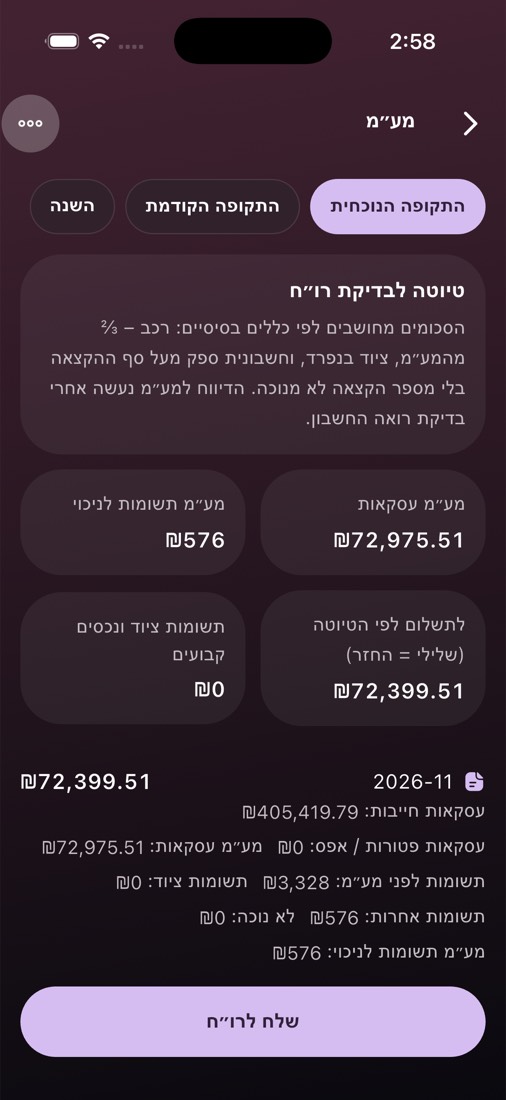 2:58
מע״מ
התקופה הנוכחית
התקופה הקודמת
השנה
טיוטה לבדיקת רו״ח
הסכומים מחושבים לפי כללים בסיסיים: רכב – ⅔
מהמע״מ, ציוד בנפרד, וחשבונית ספק מעל סף ההקצאה
בלי מספר הקצאה לא מנוכה. הדיווח למע״מ נעשה אחרי
בדיקת רואה החשבון.
מע״מ עסקאות
₪72,975.51
מע״מ תשומות לניכוי
₪576
לתשלום לפי הטיוטה
(שלילי = החזר)
₪72,399.51
תשומות ציוד ונכסים
קבועים
₪0
2026-11 ₪72,399.51
עסקאות חייבות: ₪405,419.79
עסקאות פטורות / אפס: ₪0 מע״מ עסקאות: ₪72,975.51
תשומות לפני מע״מ: ₪3,328 תשומות ציוד: ₪0
תשומות אחרות: ₪576 לא נוכה: ₪0
מע״מ תשומות לניכוי: ₪576
שלח לרו״ח